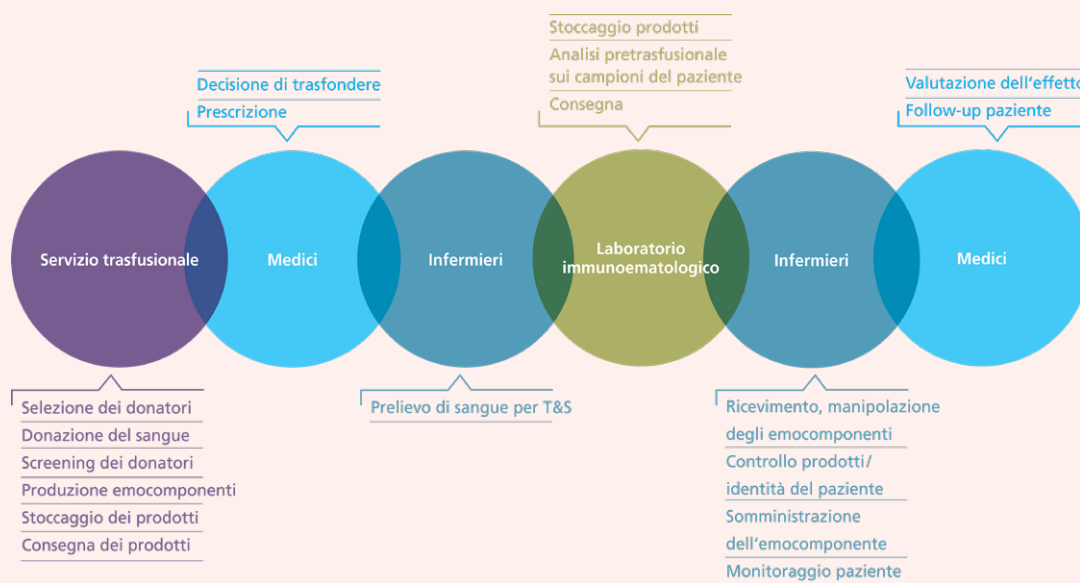 Stoccaggio prodotti
Analisi pretrasfusionale
sui campioni del paziente
Consegna
Decisione di trasfondere
Prescrizione
Valutazione dell'effetto
Follow-up paziente
Servizio trasfusionale
Medici
Infermieri
Laboratorio
immunoematologico
Infermieri
Medici
Selezione dei donatori
Donazione del sangue
Screening dei donatori
Produzione emocomponenti
Stoccaggio dei prodotti
Consegna dei prodotti
Prelievo di sangue per T&S
Ricevimento, manipolazione
degli emocomponenti
Controllo prodotti/
identità del paziente
Somministrazione
dell'emocomponente
Monitoraggio paziente